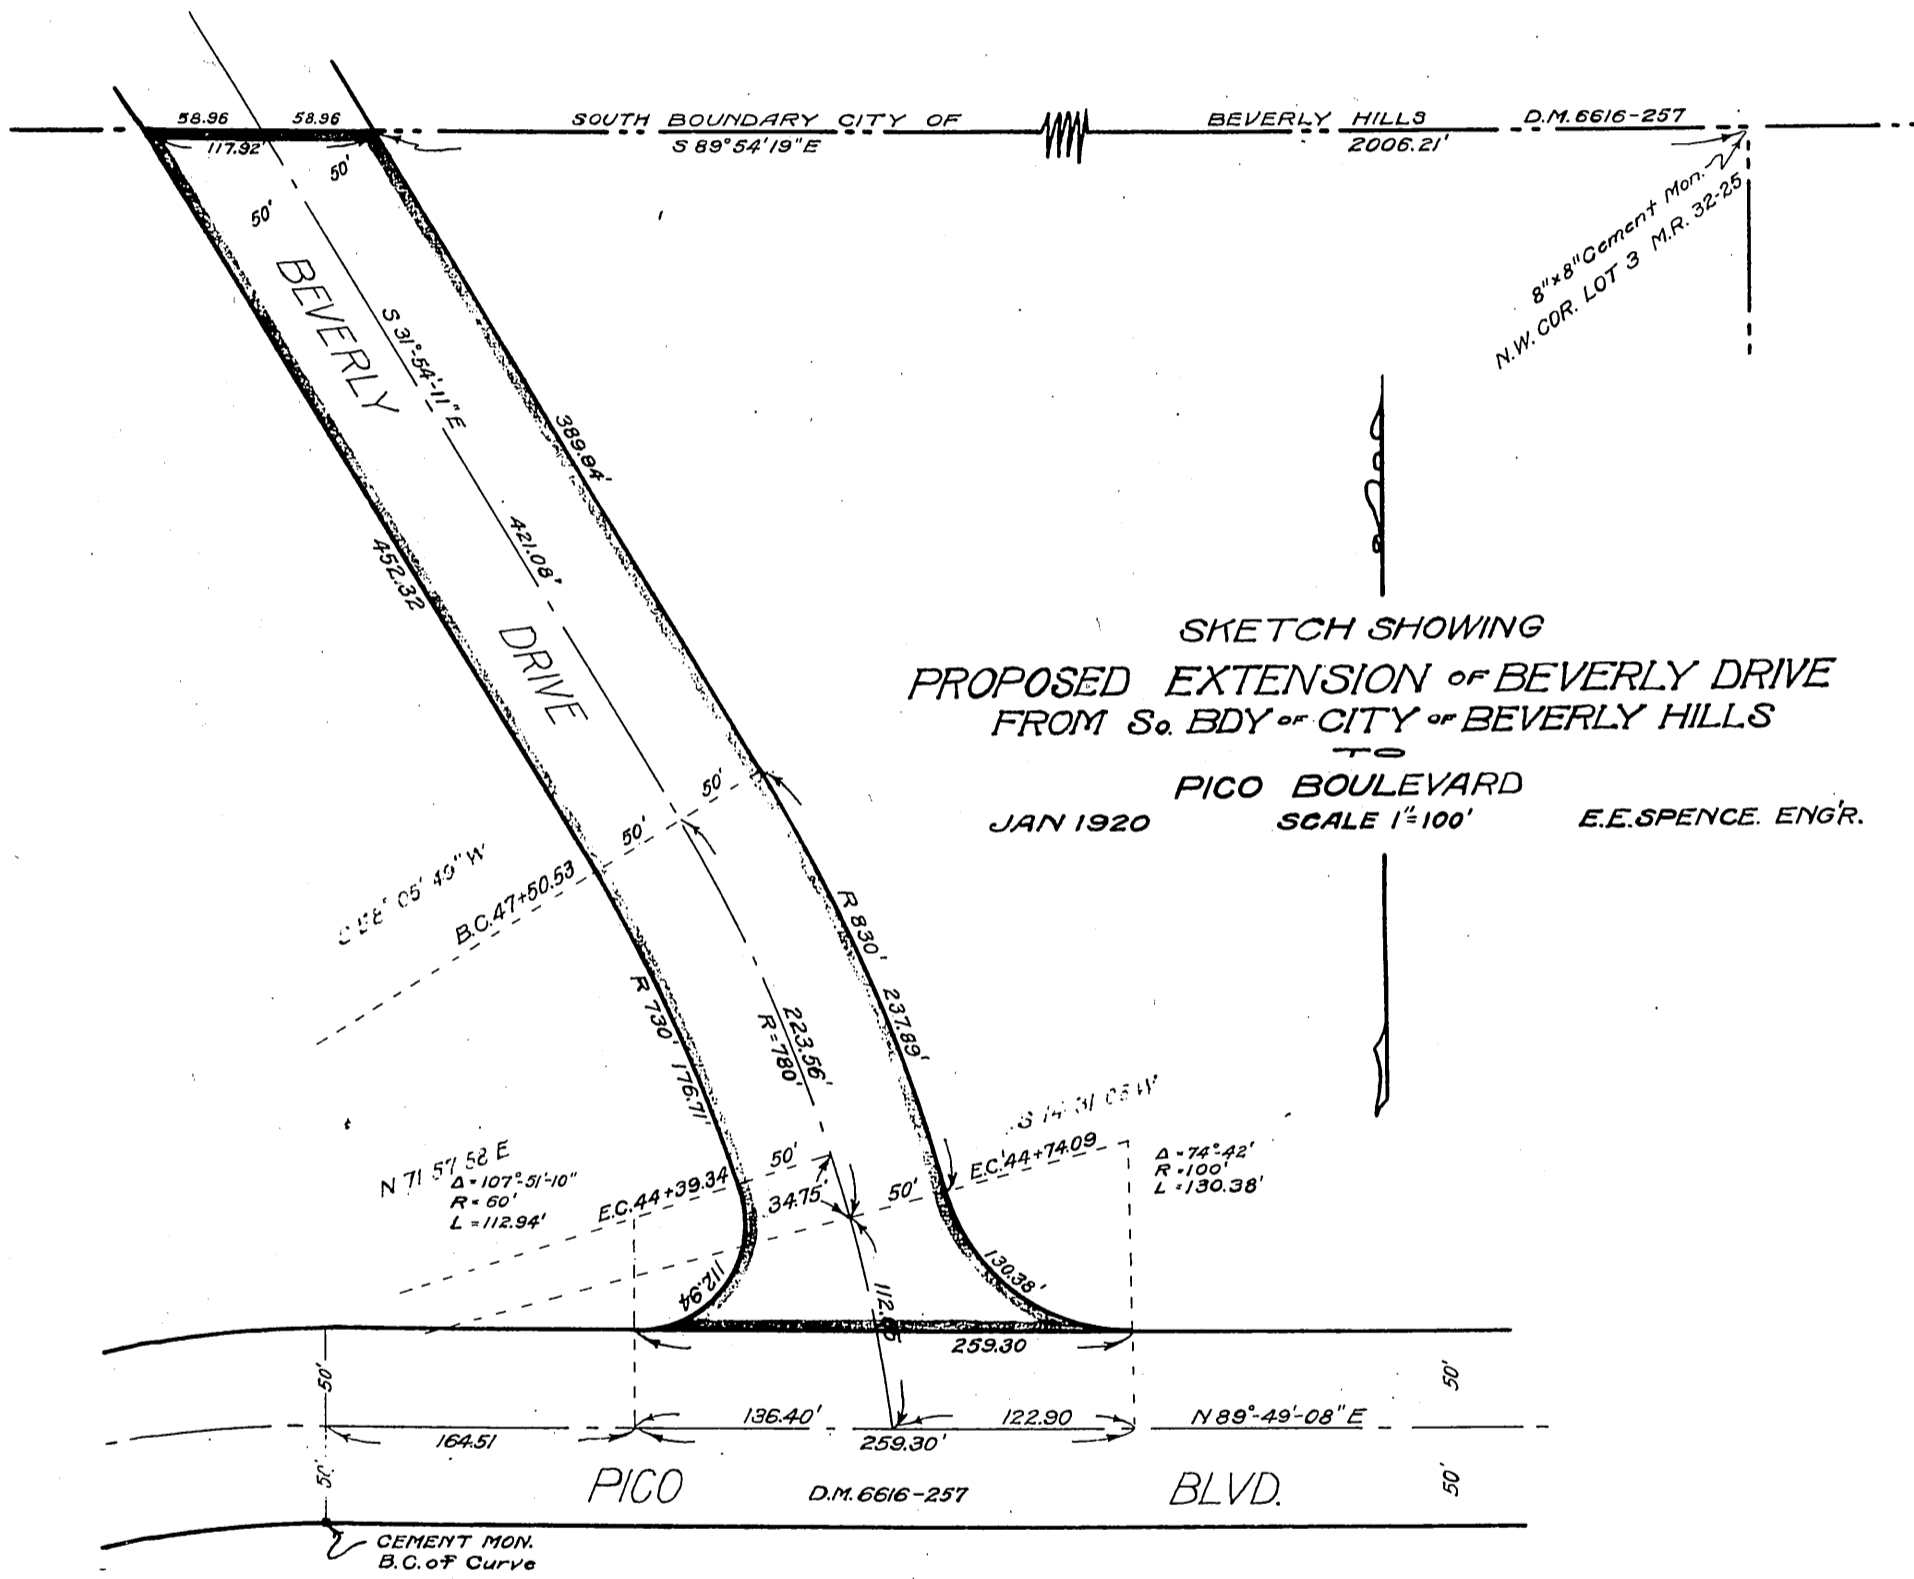 58.96 58.96 SOUTH BOUNDARY CITY OF BEVERLY HILLS D.M. 6616-257
117.92' S 89°54'19"E 2006.21'
50'
50'
8"x8" Cement Mon.
N.W. COR. LOT 3 M.R. 32-25
BEVERLY
S 31°-54'-11"E
389.84'
421.08'
452.32
DRIVE
SKETCH SHOWING
PROPOSED EXTENSION OF BEVERLY DRIVE
FROM So. BDY OF CITY OF BEVERLY HILLS
TO
PICO BOULEVARD
JAN 1920 SCALE 1"=100' E.E. SPENCE. ENG'R.
50'
50'
05' 49" W
B.C. 47+50.53
R 830' 237.89'
R 730' 176.71'
223.56'
R=780'
S 74 31 W
E.C. 44+74.09
Δ=74°-42'
R=100'
L=130.38'
N 71 57 58 E
Δ=107°-51'-10"
R=60'
L=112.94'
E.C. 44+39.34
50'
34.75'
50'
112.94
130.38'
112.
259.30
50'
50'
136.40' 122.90 N 89°-49'-08" E
164.51 259.30'
50'
50'
PICO D.M. 6616-257 BLVD.
CEMENT MON.
B.C. of Curve